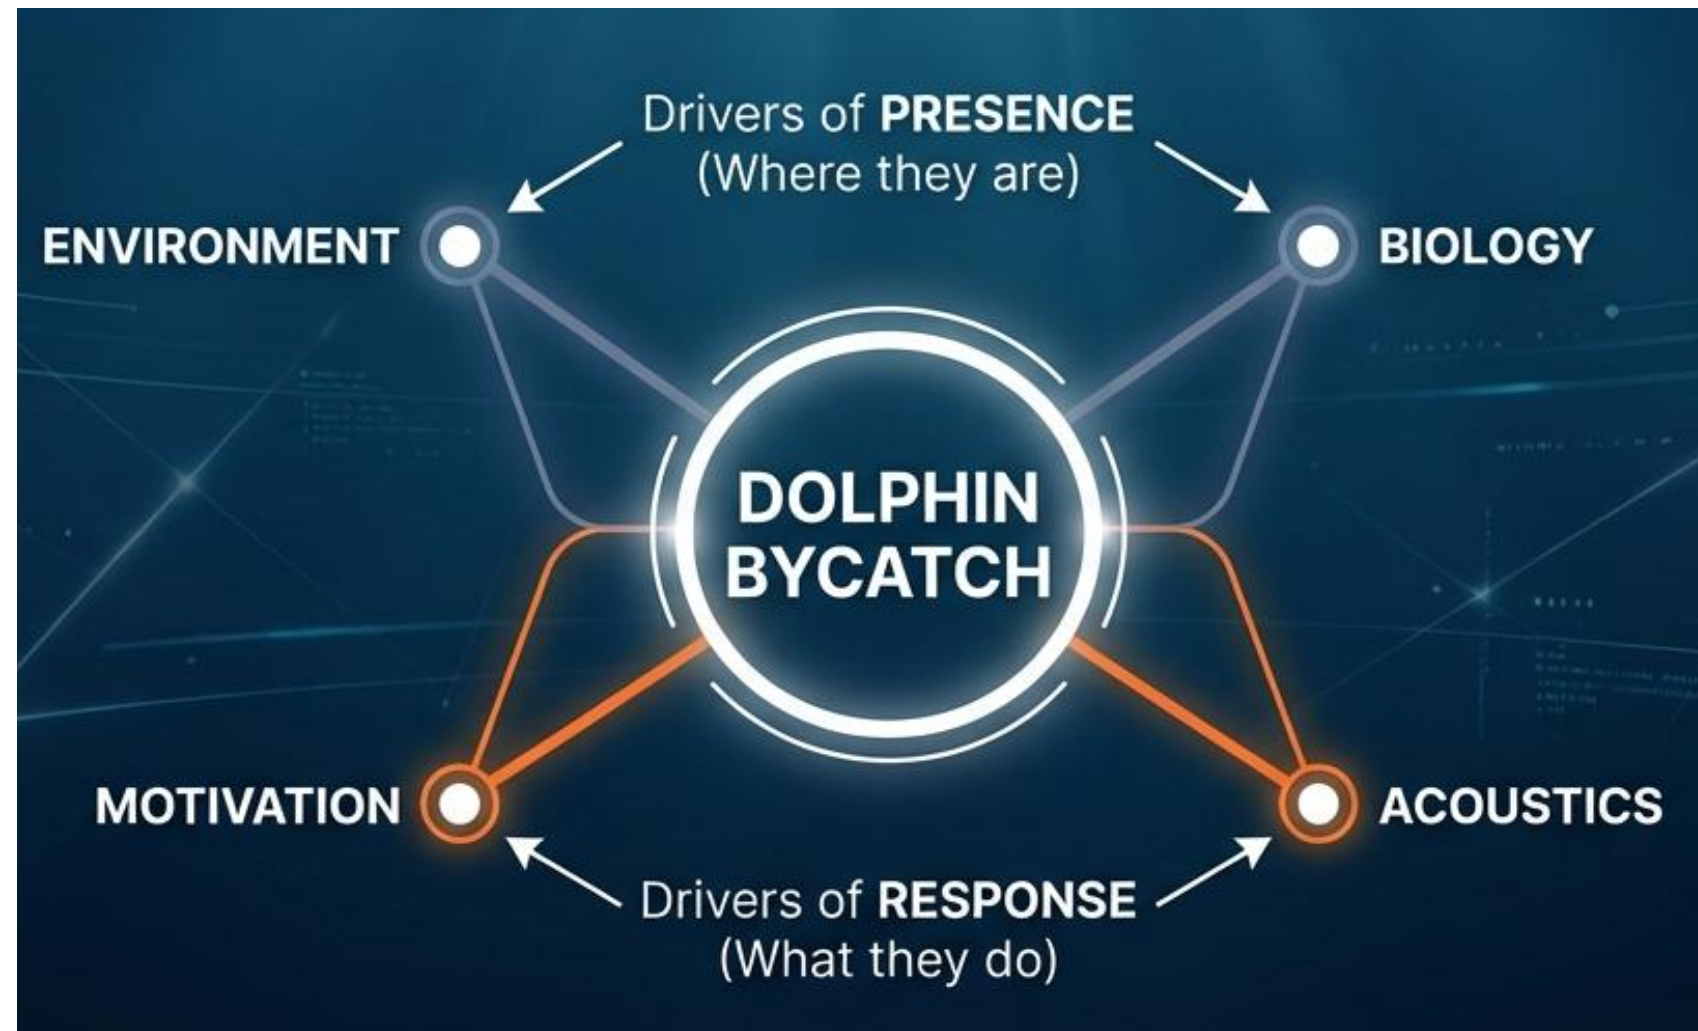 Drivers of PRESENCE
(Where they are)
ENVIRONMENT
BIOLOGY
DOLPHIN
BYCATCH
MOTIVATION
ACOUSTICS
Drivers of RESPONSE
(What they do)